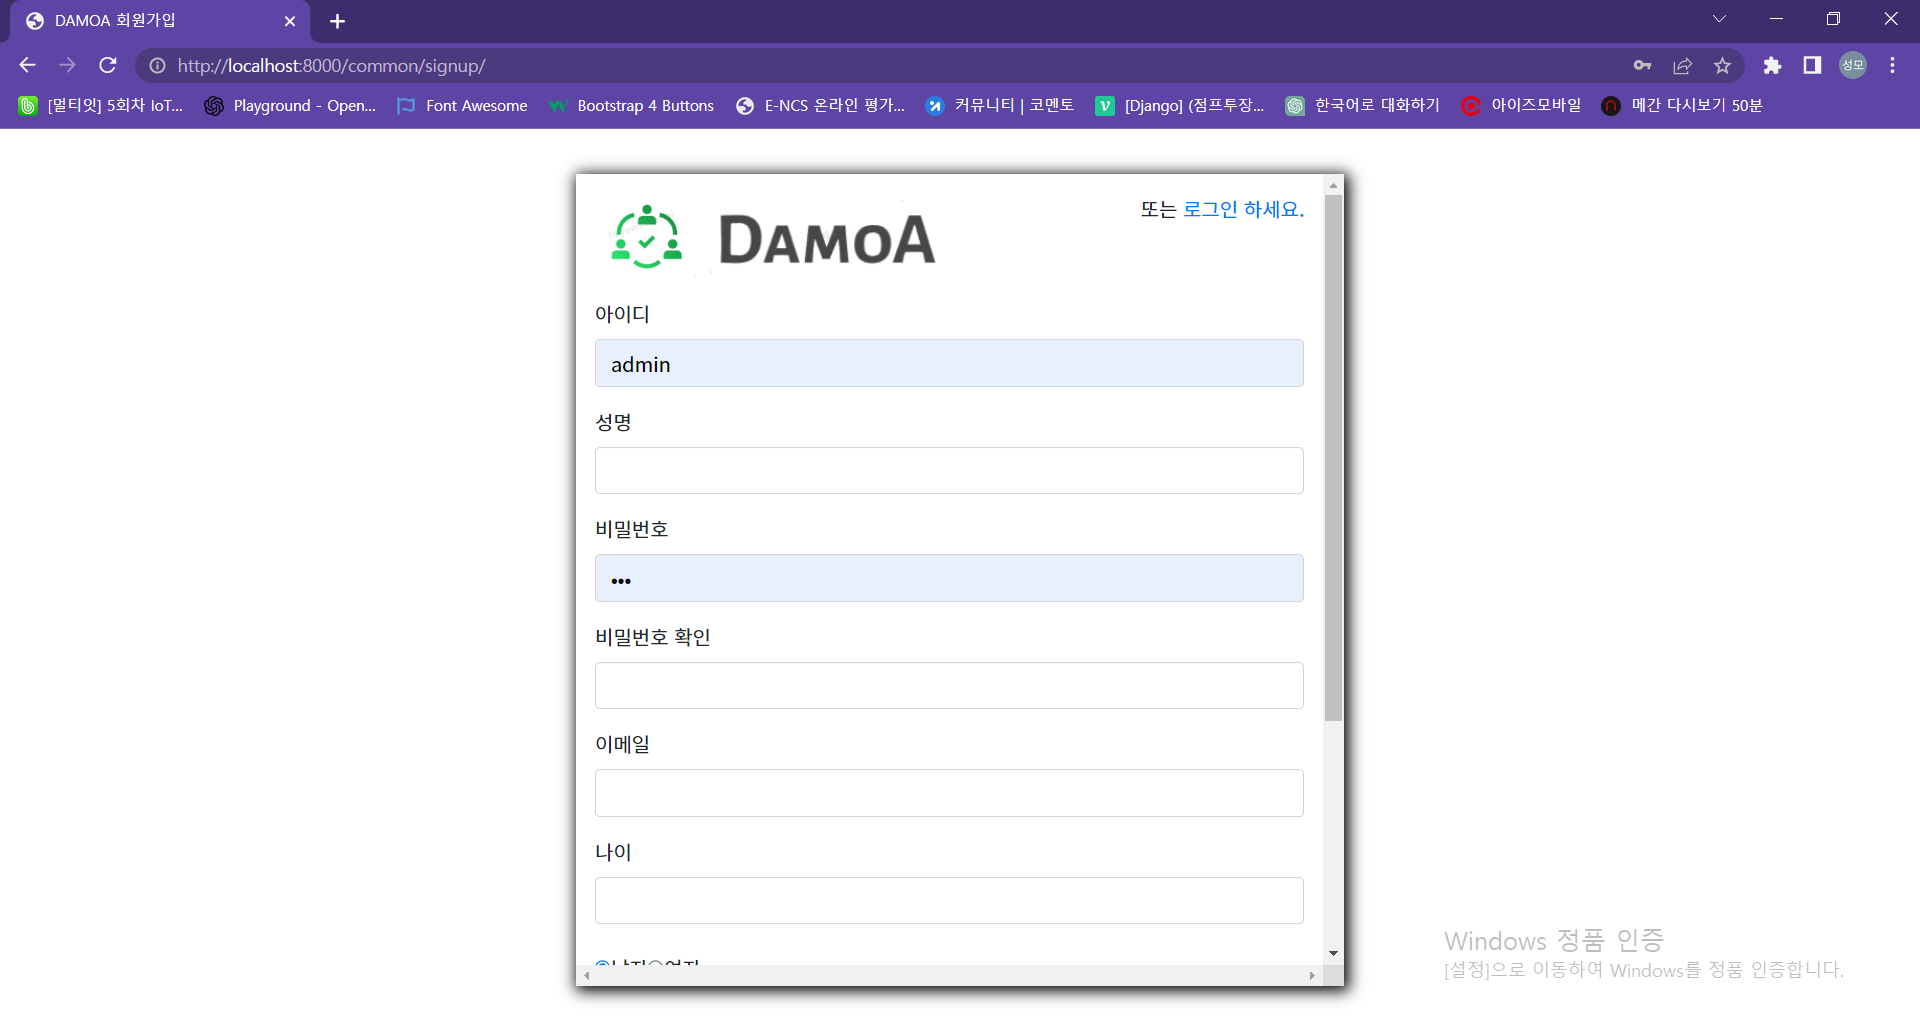 DAMOA 회원가입
http://localhost:8000/common/signup/
성모
[멀티잇] 5회차 IoT...
Playground - Open...
Font Awesome
Bootstrap 4 Buttons
E-NCS 온라인 평가...
커뮤니티 | 코멘토
[Django] (점프투장...
한국어로 대화하기
아이즈모바일
메간 다시보기 50분
DAMOA
또는 로그인 하세요.
아이디
admin
성명
비밀번호
•••
비밀번호 확인
이메일
나이
남자 여자
Windows 정품 인증
[설정]으로 이동하여 Windows를 정품 인증합니다.